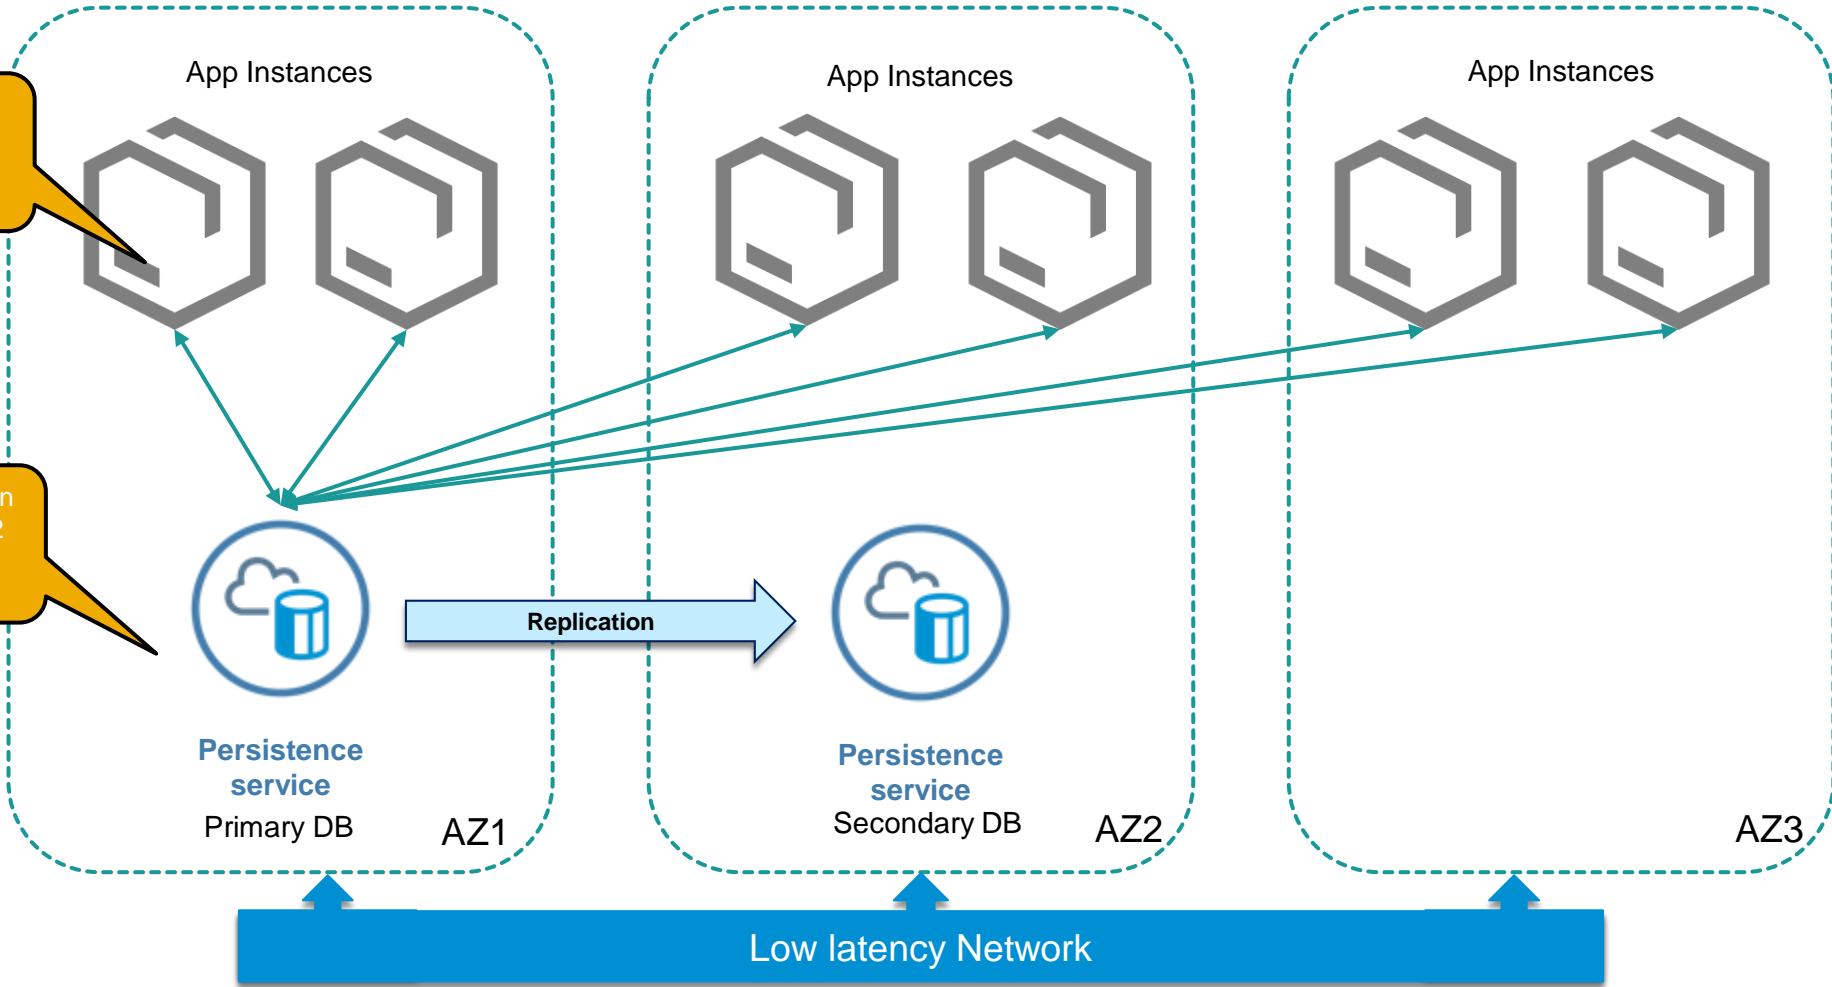 App Instances
App Instances
App Instances
2
Replication
Persistence
service
Primary DB
AZ1
Persistence
service
Secondary DB
AZ2
AZ3
Low latency Network